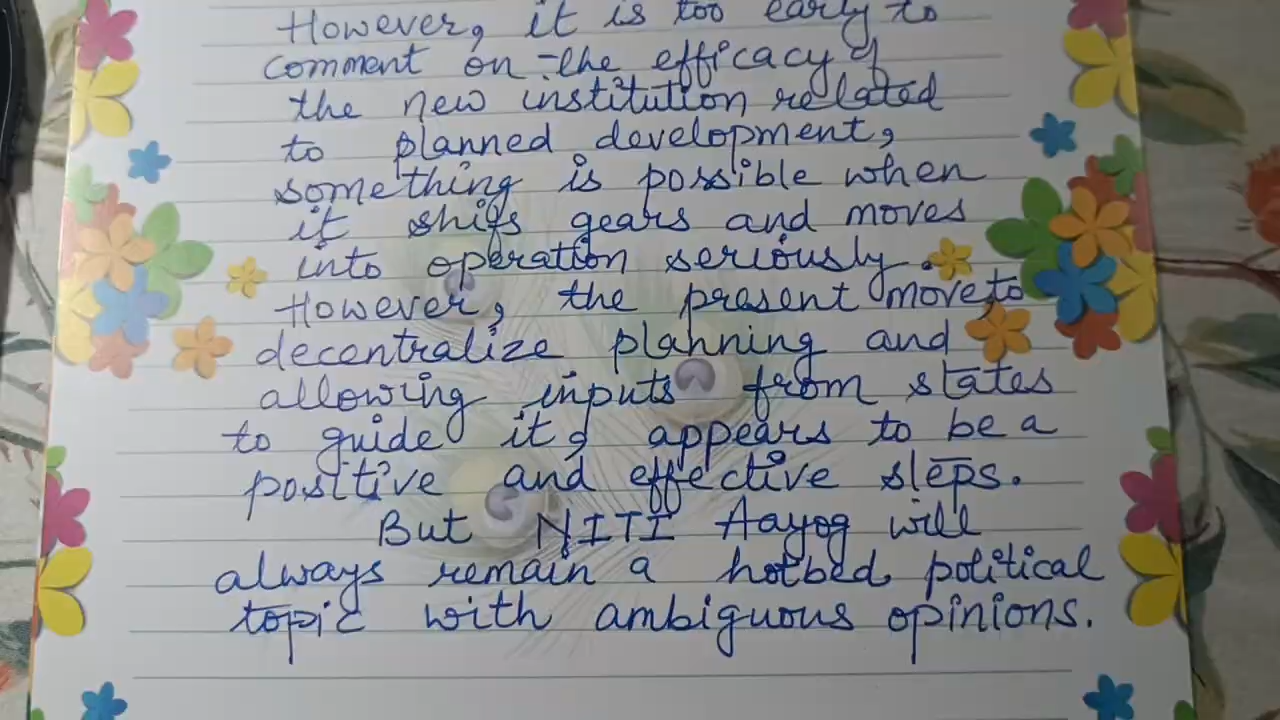 However, it is too early to
comment on the efficacy of
the new institution related
to planned development,
something is possible when
it shifs gears and moves
into operation seriously.
However, the present move to
decentralize planning and
allowing inputs from states
to guide it, appears to be a
positive and effective steps.
But NITI Aayog will
always remain a hotbed political
topic with ambiguous opinions.